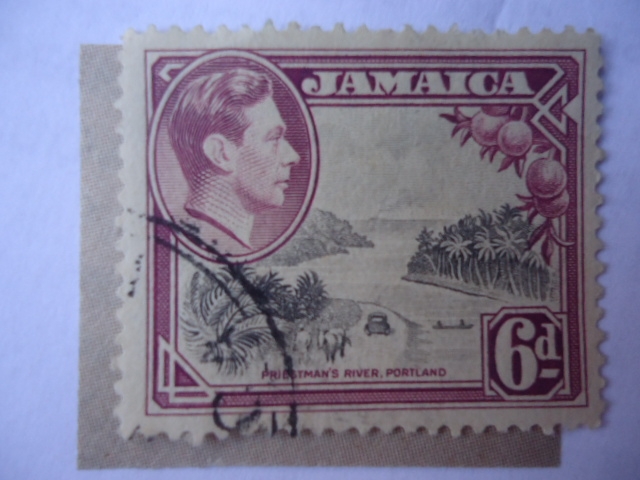 JAMAICA
6d
PRIESTMAN'S RIVER, PORTLAND